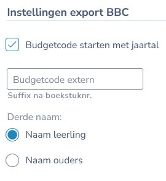 Instellingen export BBC
Budgetcode starten met jaartal
Budgetcode extern
Suffix na boekstuknr.
Derde naam:
Naam leerling
Naam ouders